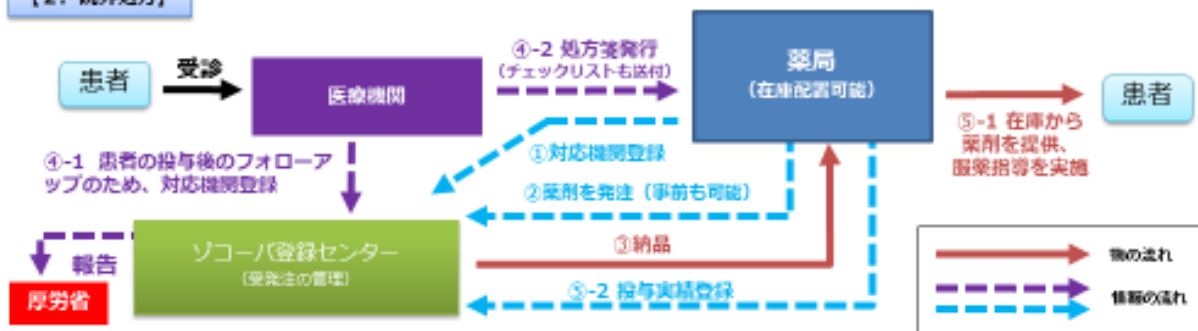 【2. 院外処方】
患者
受診
医療機関
④-2 処方箋発行
（チェックリストも送付）
薬局
（在庫配置可能）
患者
⑤-1 在庫から
薬剤を提供、
服薬指導を実施
④-1 患者の投与後のフォローア
ップのため、対応機関登録
①対応機関登録
②薬剤を発注（事前も可能）
③納品
⑤-2 投与実績登録
ゾコーバ登録センター
（受発注の管理）
報告
厚労省
物の流れ
情報の流れ